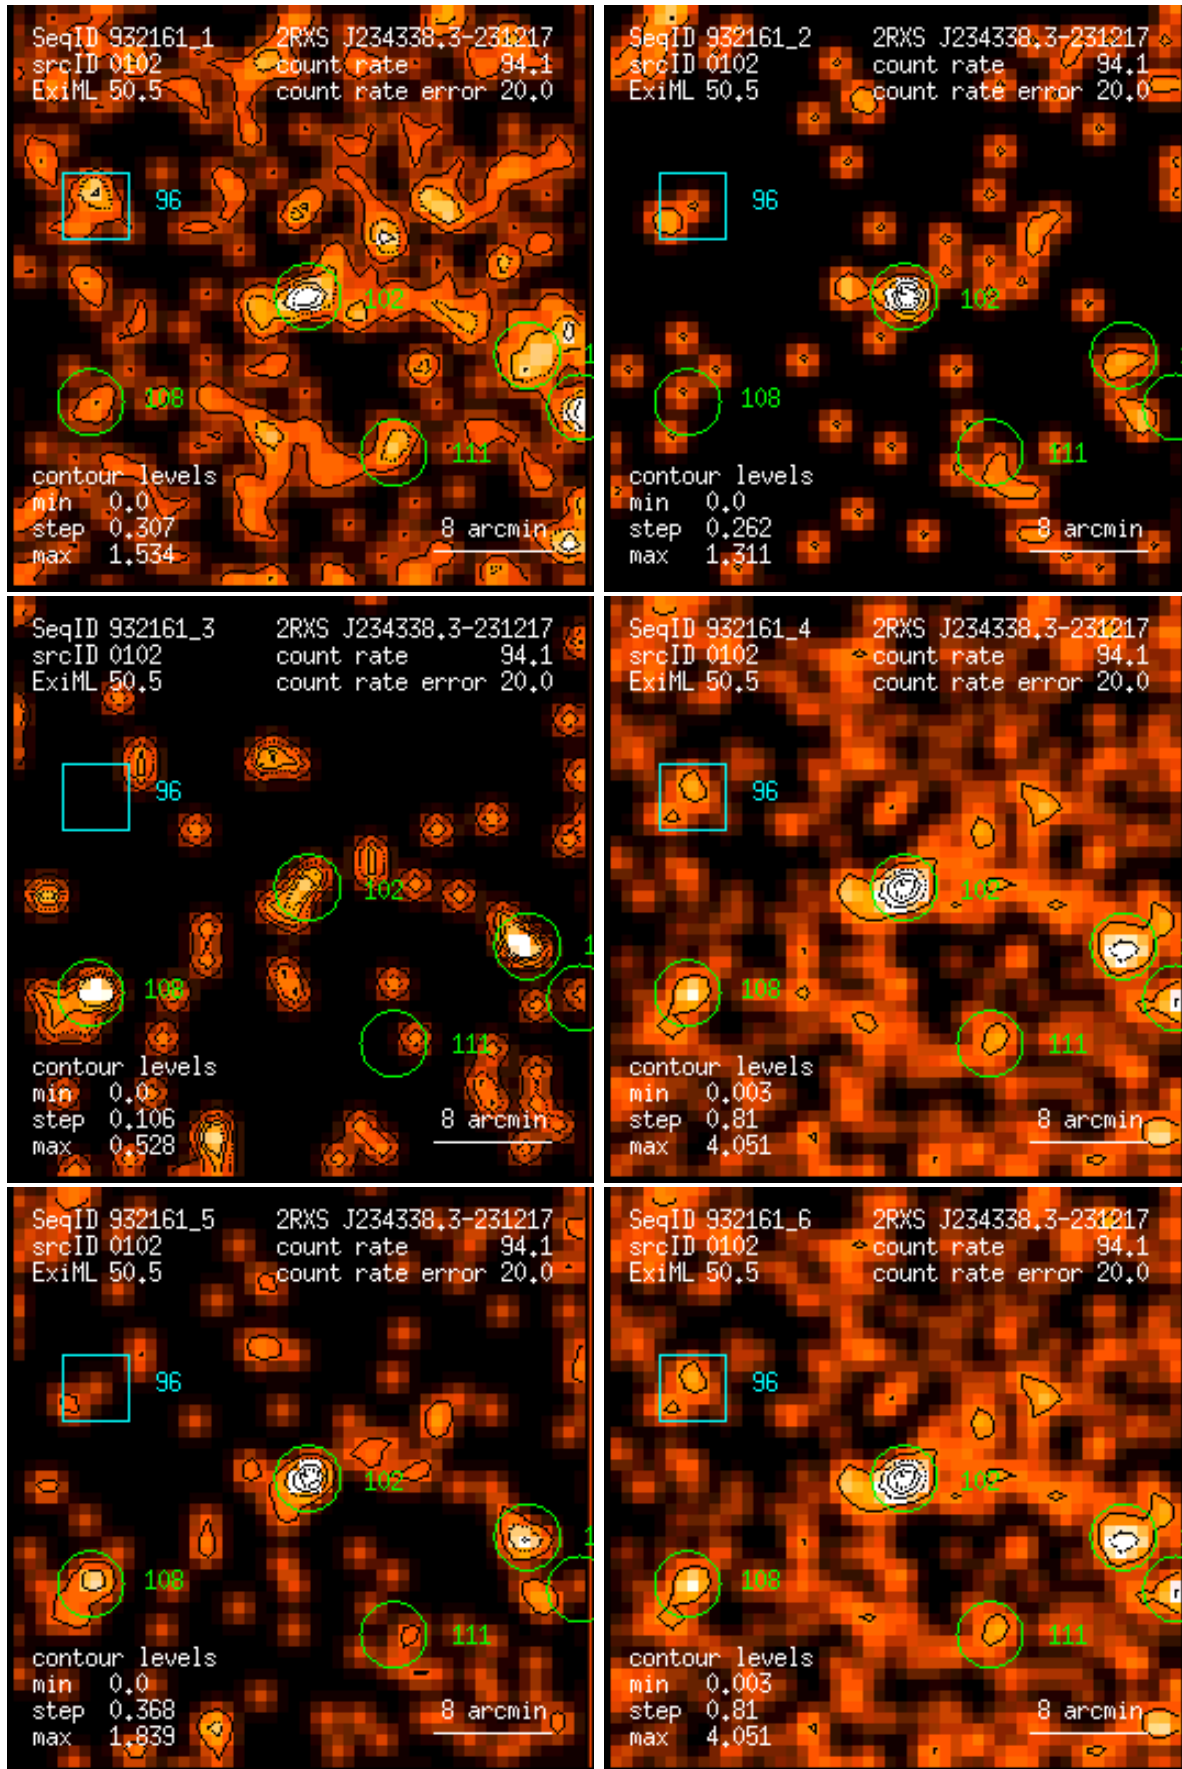 SeqID 932161_1 2RXS J234338.3-231217
srcID 0102 count rate 94.1
ExiML 50.5 count rate error 20.0
96
102
1
108
111
contour levels
min 0.0
step 0.307 8 arcmin
max 1.534
SeqID 932161_2 2RXS J234338.3-231217
srcID 0102 count rate 94.1
ExiML 50.5 count rate error 20.0
96
102
108
111
contour levels
min 0.0
step 0.262 8 arcmin
max 1.311
SeqID 932161_3 2RXS J234338.3-231217
srcID 0102 count rate 94.1
ExiML 50.5 count rate error 20.0
96
102
1
108
111
contour levels
min 0.0
step 0.106 8 arcmin
max 0.528
SeqID 932161_4 2RXS J234338.3-231217
srcID 0102 count rate 94.1
ExiML 50.5 count rate error 20.0
96
102
108
111
contour levels
min 0.003
step 0.81 8 arcmin
max 4.051
SeqID 932161_5 2RXS J234338.3-231217
srcID 0102 count rate 94.1
ExiML 50.5 count rate error 20.0
96
102
1
108
111
contour levels
min 0.0
step 0.368 8 arcmin
max 1.839
SeqID 932161_6 2RXS J234338.3-231217
srcID 0102 count rate 94.1
ExiML 50.5 count rate error 20.0
96
102
108
111
contour levels
min 0.003
step 0.81 8 arcmin
max 4.051